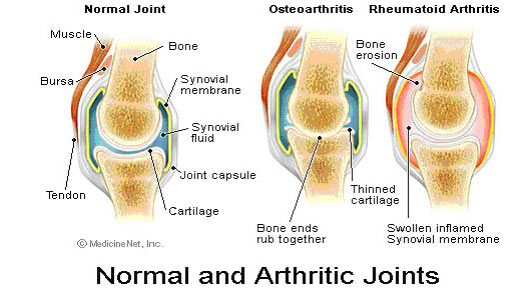 Normal Joint
Muscle
Bone
Bursa
Synovial
membrane
Synovial
fluid
Joint capsule
Tendon
Cartilage
© MedicineNet, Inc.
Osteoarthritis
Thinned
cartilage
Bone ends
rub together
Rheumatoid Arthritis
Bone
erosion
Swollen inflamed
Synovial membrane
Normal and Arthritic Joints